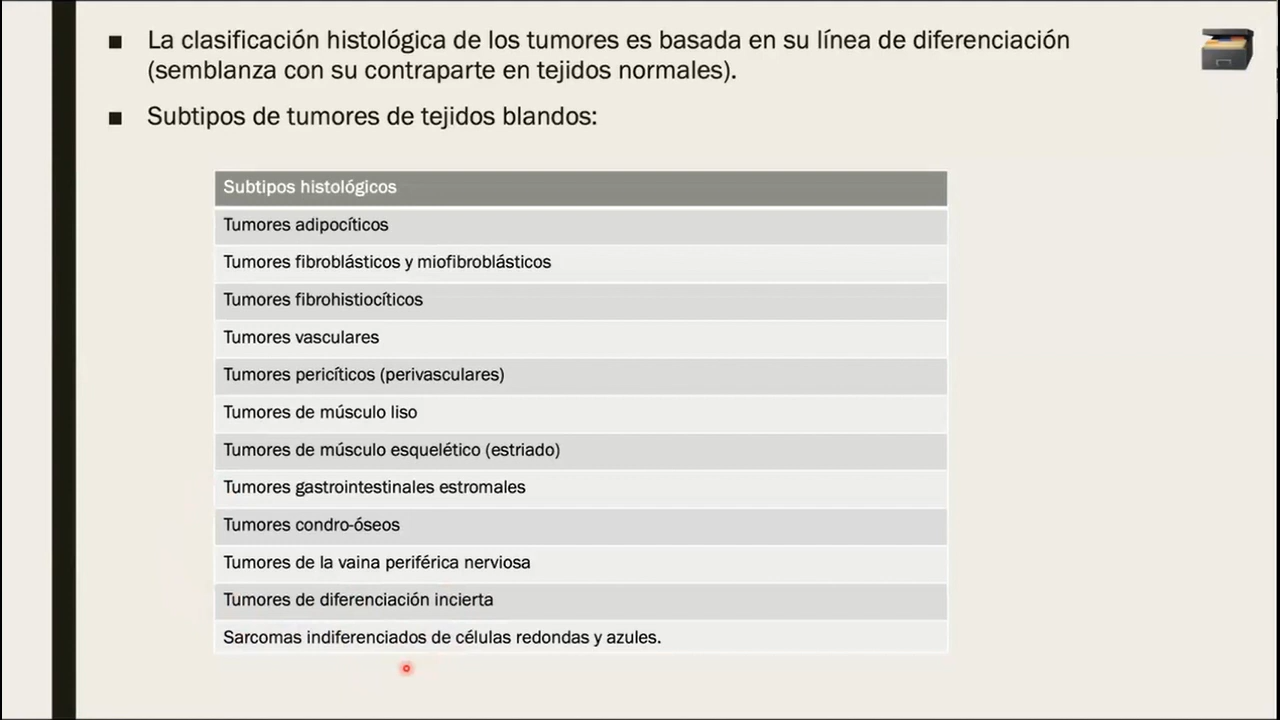 La clasificación histológica de los tumores es basada en su línea de diferenciación
(semblanza con su contraparte en tejidos normales).
Subtipos de tumores de tejidos blandos:
Subtipos histológicos
Tumores adipocíticos
Tumores fibroblásticos y miofibroblásticos
Tumores fibrohistiocíticos
Tumores vasculares
Tumores pericíticos (perivasculares)
Tumores de músculo liso
Tumores de músculo esquelético (estriado)
Tumores gastrointestinales estromales
Tumores condro-óseos
Tumores de la vaina periférica nerviosa
Tumores de diferenciación incierta
Sarcomas indiferenciados de células redondas y azules.